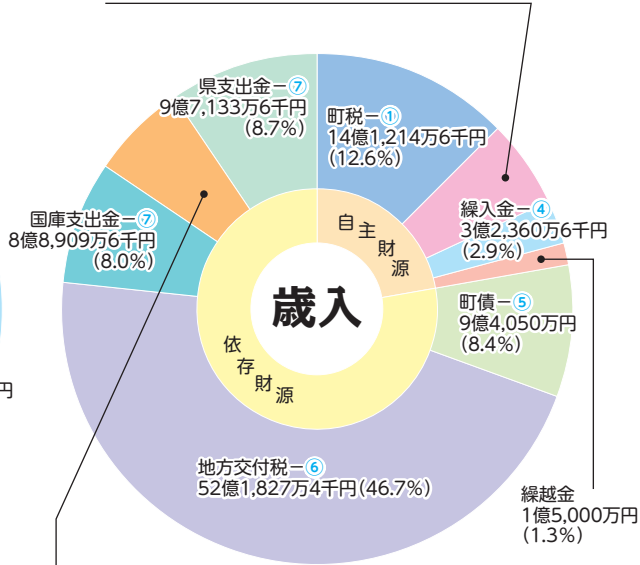 県支出金－⑦
9億7,133万6千円
(8.7%)
町税－①
14億1,214万6千円
(12.6%)
繰入金－④
3億2,360万6千円
(2.9%)
国庫支出金－⑦
8億8,909万6千円
(8.0%)
自主財源
歳入
依存財源
町債－⑤
9億4,050万円
(8.4%)
円
地方交付税－⑥
52億1,827万4千円(46.7%)
繰越金
1億5,000万円
(1.3%)